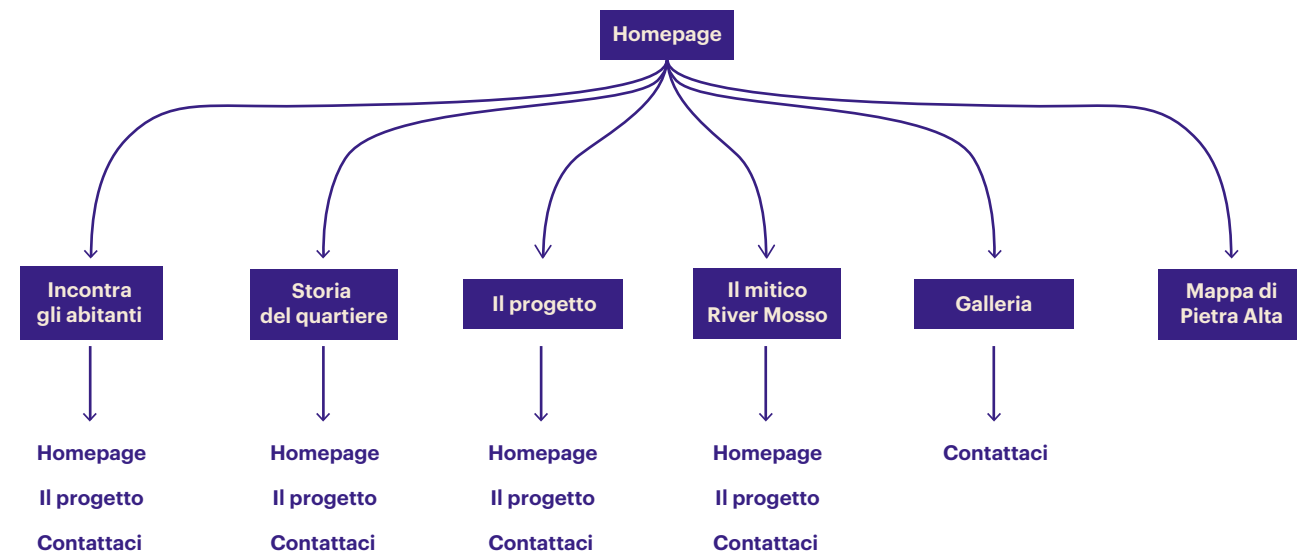 Homepage
Incontra
gli abitanti
Storia
del quartiere
Il progetto
Il mitico
River Mosso
Galleria
Mappa di
Pietra Alta
Homepage
Il progetto
Contattaci
Homepage
Il progetto
Contattaci
Homepage
Il progetto
Contattaci
Homepage
Il progetto
Contattaci
Contattaci